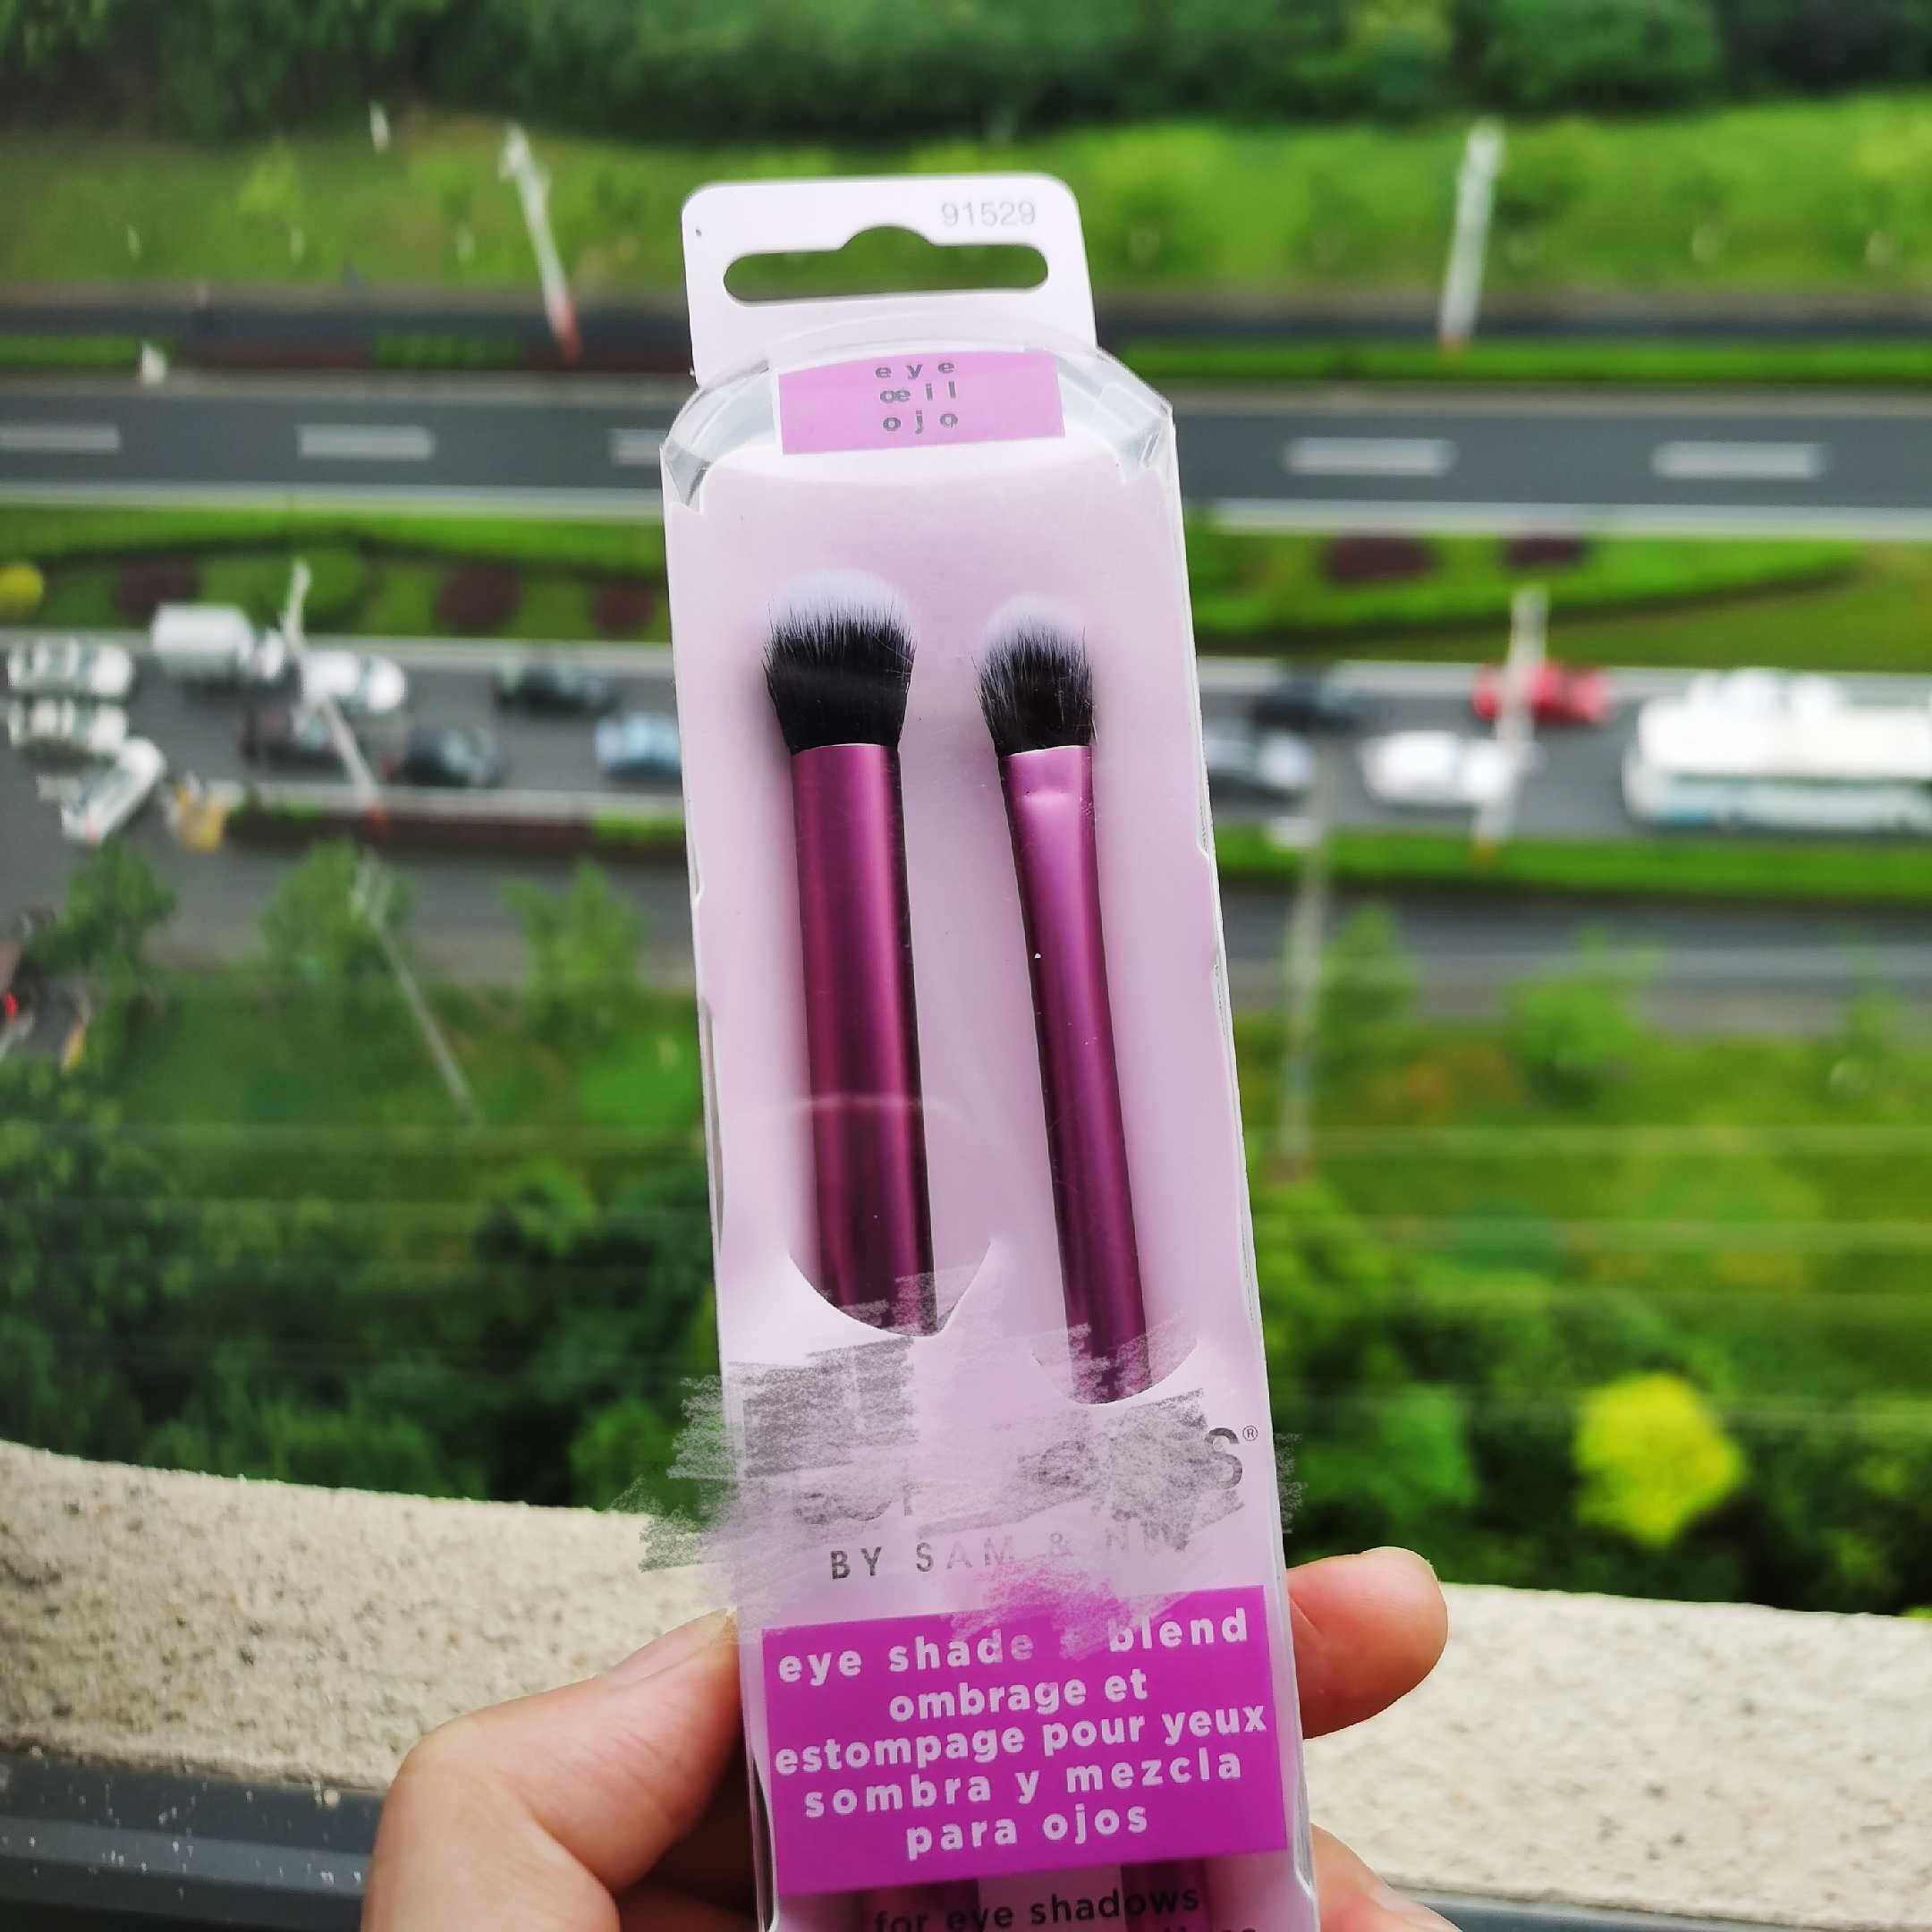 91529
eye
œil
ojo
S®
BY SAM &
eye shade blend
ombrage et
estompage pour yeux
sombra y mezcla
para ojos
for eye shadows